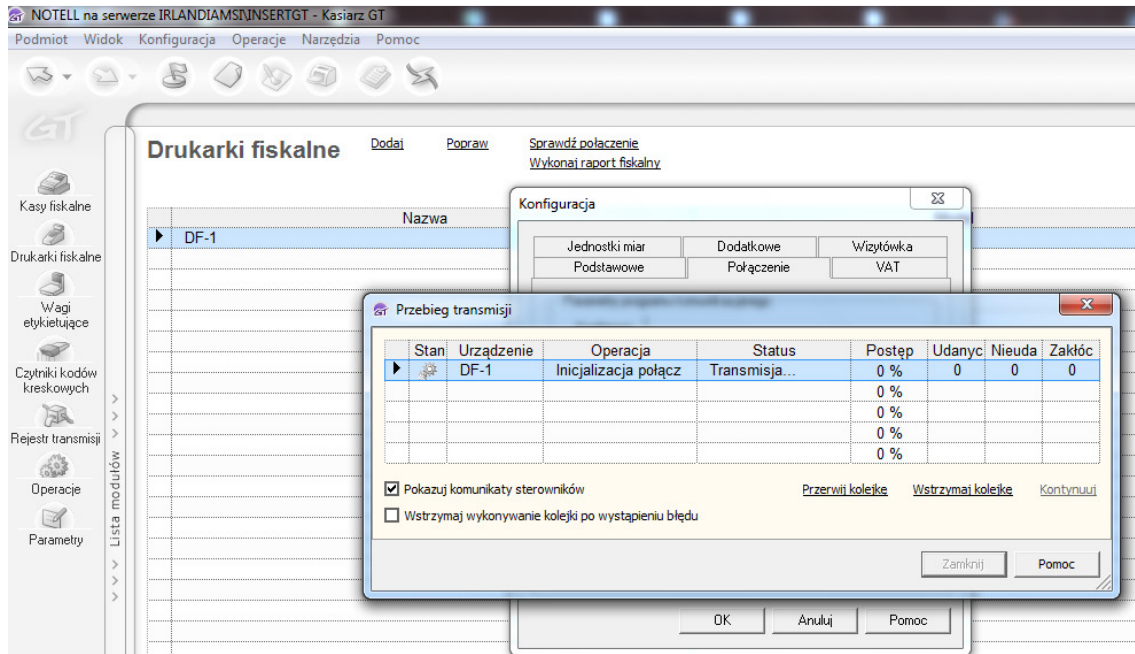 NOTELL na serwerze IRLANDIAMSI\INSERTGT - Kasiarz GT
Podmiot Widok Konfiguracja Operacje Narzędzia Pomoc
GT
Drukarki fiskalne
Dodaj Popraw Sprawdź połaczenie
Wykonaj raport fiskalny
Kasy fiskalne
Drukarki fiskalne
Wagi
etykietujące
Czytniki kodów
kreskowych
Rejestr transmisji
Operacje
Parametry
Lista modułów
Nazwa
DF-1
Konfiguracja
Jednostki miar Dodatkowe Wizytówka
Podstawowe Połączenie VAT
Przebieg transmisji
Stan Urządzenie Operacja Status Postęp Udanyc Nieuda Zakłóc
DF-1 Inicjalizacja połącz Transmisja... 0 % 0 0 0
0 %
0 %
0 %
0 %
Pokazuj komunikaty sterowników
Przerwij kolejkę Wstrzymaj kolejkę Kontynuuj
Wstrzymaj wykonywanie kolejki po wystąpieniu błędu
Zamknij Pomoc
OK Anuluj Pomoc